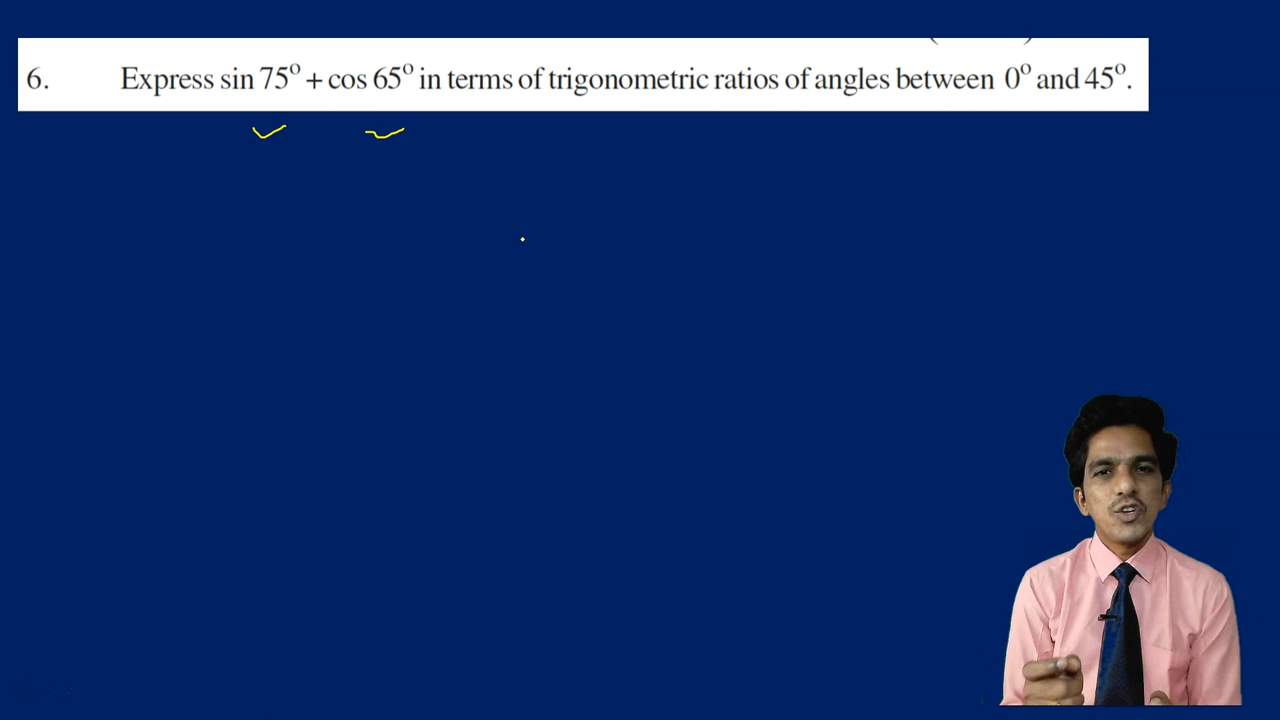 6. Express sin 75° + cos 65° in terms of trigonometric ratios of angles between 0° and 45°.